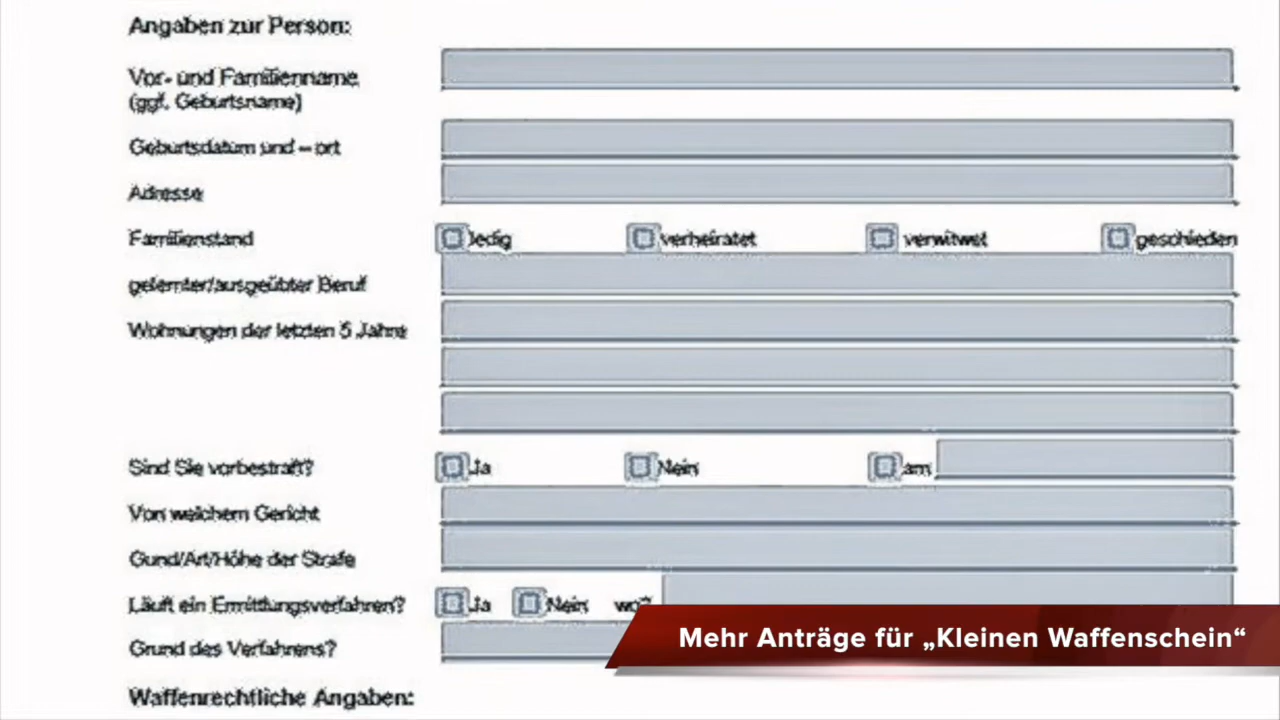 Angaben zur Person:
Vor- und Familienname
(ggf. Geburtsname)
Geburtsdatum und – ort
Adresse
Familienstand ledig verheiratet verwitwet geschieden
gelernter/ausgeübter Beruf
Wohnungen der letzten 5 Jahre
Sind Sie vorbestraft? Ja Nein am
Von welchem Gericht
Gund/Art/Höhe der Strafe
Läuft ein Ermittlungsverfahren? Ja Nein wo?
Grund des Verfahrens?
Mehr Anträge für „Kleinen Waffenschein“
Waffenrechtliche Angaben: